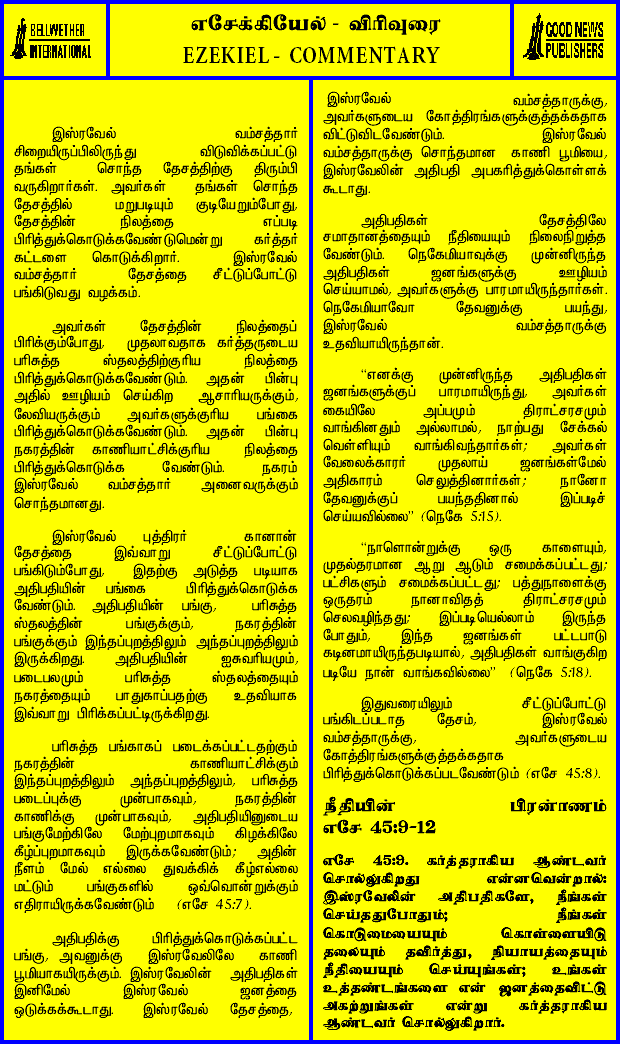 BELLWETHER
INTERNATIONAL
எசேக்கியேல் - விரிவுரை
EZEKIEL - COMMENTARY
GOOD NEWS
PUBLISHERS
இஸ்ரவேல் வம்சத்தார்
சிறையிருப்பிலிருந்து விடுவிக்கப்பட்டு
தங்கள் சொந்த தேசத்திற்கு திரும்பி
வருகிறார்கள். அவர்கள் தங்கள் சொந்த
தேசத்தில் மறுபடியும் குடியேறும்போது,
தேசத்தின் நிலத்தை எப்படி
பிரித்துக்கொடுக்கவேண்டுமென்று கர்த்தர்
கட்டளை கொடுக்கிறார். இஸ்ரவேல்
வம்சத்தார் தேசத்தை சீட்டுப்போட்டு
பங்கிடுவது வழக்கம்.
அவர்கள் தேசத்தின் நிலத்தைப்
பிரிக்கும்போது, முதலாவதாக கர்த்தருடைய
பரிசுத்த ஸ்தலத்திற்குரிய நிலத்தை
பிரித்துக்கொடுக்கவேண்டும். அதன் பின்பு
அதில் ஊழியம் செய்கிற ஆசாரியருக்கும்,
லேவியருக்கும் அவர்களுக்குரிய பங்கை
பிரித்துக்கொடுக்கவேண்டும். அதன் பின்பு
நகரத்தின் காணியாட்சிக்குரிய நிலத்தை
பிரித்துக்கொடுக்க வேண்டும். நகரம்
இஸ்ரவேல் வம்சத்தார் அனைவருக்கும்
சொந்தமானது.
இஸ்ரவேல் புத்திரர் கானான்
தேசத்தை இவ்வாறு சீட்டுப்போட்டு
பங்கிடும்போது, இதற்கு அடுத்த படியாக
அதிபதியின் பங்கை பிரித்துக்கொடுக்க
வேண்டும். அதிபதியின் பங்கு, பரிசுத்த
ஸ்தலத்தின் பங்குக்கும், நகரத்தின்
பங்குக்கும் இந்தப்புறத்திலும் அந்தப்புறத்திலும்
இருக்கிறது. அதிபதியின் ஐசுவரியமும்,
படைபலமும் பரிசுத்த ஸ்தலத்தையும்
நகரத்தையும் பாதுகாப்பதற்கு உதவியாக
இவ்வாறு பிரிக்கப்பட்டிருக்கிறது.
பரிசுத்த பங்காகப் படைக்கப்பட்டதற்கும்
நகரத்தின் காணியாட்சிக்கும்
இந்தப்புறத்திலும் அந்தப்புறத்திலும், பரிசுத்த
படைப்புக்கு முன்பாகவும், நகரத்தின்
காணிக்கு முன்பாகவும், அதிபதியினுடைய
பங்குமேற்கிலே மேற்புறமாகவும் கிழக்கிலே
கீழ்ப்புறமாகவும் இருக்கவேண்டும்; அதின்
நீளம் மேல் எல்லை துவக்கிக் கீழ்எல்லை
மட்டும் பங்குகளில் ஒவ்வொன்றுக்கும்
எதிராயிருக்கவேண்டும் (எசே 45:7).
அதிபதிக்கு பிரித்துக்கொடுக்கப்பட்ட
பங்கு, அவனுக்கு இஸ்ரவேலிலே காணி
பூமியாகயிருக்கும். இஸ்ரவேலின் அதிபதிகள்
இனிமேல் இஸ்ரவேல் ஜனத்தை
ஒடுக்கக்கூடாது. இஸ்ரவேல் தேசத்தை,
இஸ்ரவேல் வம்சத்தாருக்கு,
அவர்களுடைய கோத்திரங்களுக்குத்தக்கதாக
விட்டுவிடவேண்டும். இஸ்ரவேல்
வம்சத்தாருக்கு சொந்தமான காணி பூமியை,
இஸ்ரவேலின் அதிபதி அபகரித்துக்கொள்ளக்
கூடாது.
அதிபதிகள் தேசத்திலே
சமாதானத்தையும் நீதியையும் நிலைநிறுத்த
வேண்டும். நெகேமியாவுக்கு முன்னிருந்த
அதிபதிகள் ஜனங்களுக்கு ஊழியம்
செய்யாமல், அவர்களுக்கு பாரமாயிருந்தார்கள்.
நெகேமியாவோ தேவனுக்கு பயந்து,
இஸ்ரவேல் வம்சத்தாருக்கு
உதவியாயிருந்தான்.
“எனக்கு முன்னிருந்த அதிபதிகள்
ஜனங்களுக்குப் பாரமாயிருந்து, அவர்கள்
கையிலே அப்பமும் திராட்சரசமும்
வாங்கினதும் அல்லாமல், நாற்பது சேக்கல்
வெள்ளியும் வாங்கிவந்தார்கள்; அவர்கள்
வேலைக்காரர் முதலாய் ஜனங்கள்மேல்
அதிகாரம் செலுத்தினார்கள்; நானோ
தேவனுக்குப் பயந்ததினால் இப்படிச்
செய்யவில்லை” (நெகே 5:15).
“நாளொன்றுக்கு ஒரு காளையும்,
முதல்தரமான ஆறு ஆடும் சமைக்கப்பட்டது;
பட்சிகளும் சமைக்கப்பட்டது; பத்துநாளைக்கு
ஒருதரம் நானாவிதத் திராட்சரசமும்
செலவழிந்தது; இப்படியெல்லாம் இருந்த
போதும், இந்த ஜனங்கள் பட்டபாடு
கடினமாயிருந்தபடியால், அதிபதிகள் வாங்குகிற
படியே நான் வாங்கவில்லை” (நெகே 5:18).
இதுவரையிலும் சீட்டுப்போட்டு
பங்கிடப்படாத தேசம், இஸ்ரவேல்
வம்சத்தாருக்கு, அவர்களுடைய
கோத்திரங்களுக்குத்தக்கதாக
பிரித்துக்கொடுக்கப்படவேண்டும் (எசே 45:8).
நீதியின் பிரமாணம்
எசே 45:9-12
எசே 45:9. கர்த்தராகிய ஆண்டவர்
சொல்லுகிறது என்னவென்றால்:
இஸ்ரவேலின் அதிபதிகளே, நீங்கள்
செய்ததுபோதும்; நீங்கள்
கொடுமையையும் கொள்ளையிடு
தலையும் தவிர்த்து, நியாயத்தையும்
நீதியையும் செய்யுங்கள்; உங்கள்
உத்தண்டங்களை என் ஜனத்தைவிட்டு
அகற்றுங்கள் என்று கர்த்தராகிய
ஆண்டவர் சொல்லுகிறார்.